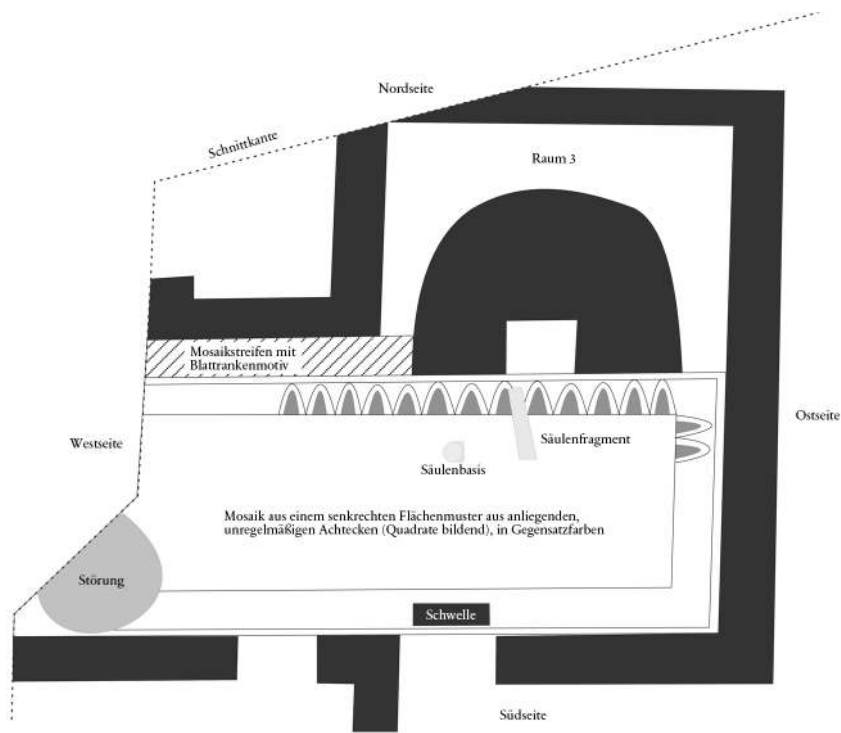 Nordseite
Schnittkante
Raum 3
Mosaikstreifen mit
Blattrankenmotiv
Ostseite
Westseite
Säulenfragment
Säulenbasis
Mosaik aus einem senkrechten Flächenmuster aus anliegenden,
unregelmäßigen Achtecken (Quadrate bildend), in Gegensatzfarben
Störung
Schwelle
Südseite